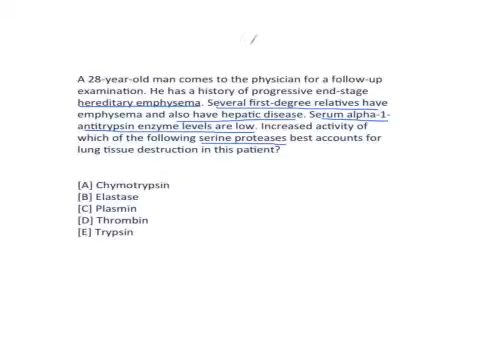 A 28-year-old man comes to the physician for a follow-up
examination. He has a history of progressive end-stage
hereditary emphysema. Several first-degree relatives have
emphysema and also have hepatic disease. Serum alpha-1-
antitrypsin enzyme levels are low. Increased activity of
which of the following serine proteases best accounts for
lung tissue destruction in this patient?
[A] Chymotrypsin
[B] Elastase
[C] Plasmin
[D] Thrombin
[E] Trypsin